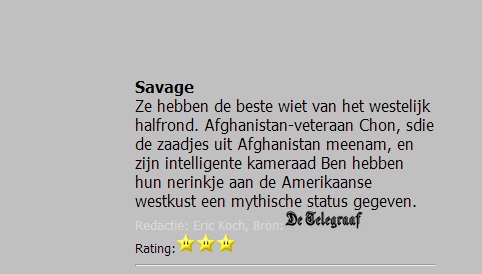 Savage
Ze hebben de beste wiet van het westelijk
halfrond. Afghanistan-veteraan Chon, sdie
de zaadjes uit Afghanistan meenam, en
zijn intelligente kameraad Ben hebben
hun nerinkje aan de Amerikaanse
westkust een mythische status gegeven.
Redactie: Eric Koch, Bron: De Telegraaf
Rating: